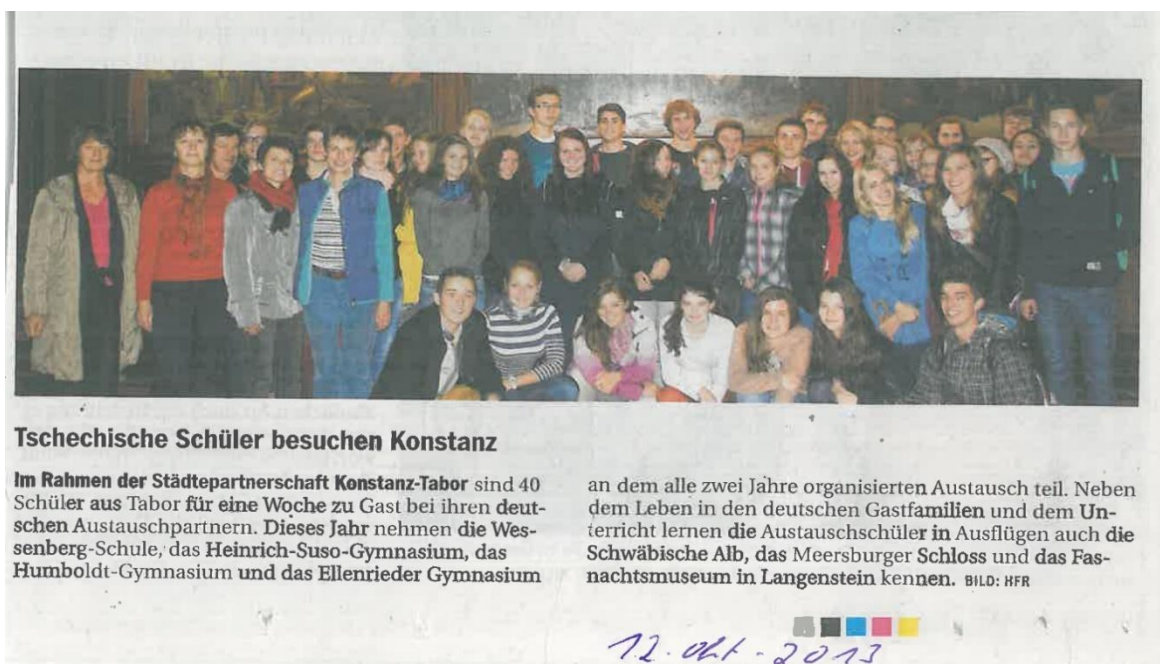 Tschechische Schüler besuchen Konstanz
Im Rahmen der Städtepartnerschaft Konstanz-Tabor sind 40
Schüler aus Tabor für eine Woche zu Gast bei ihren deut-
schen Austauschpartnern. Dieses Jahr nehmen die Wes-
senberg-Schule, das Heinrich-Suso-Gymnasium, das
Humboldt-Gymnasium und das Ellenrieder Gymnasium
an dem alle zwei Jahre organisierten Austausch teil. Neben
dem Leben in den deutschen Gastfamilien und dem Un-
terricht lernen die Austauschschüler in Ausflügen auch die
Schwäbische Alb, das Meersburger Schloss und das Fas-
nachtsmuseum in Langenstein kennen. BILD: HFR
12. Okt - 2013